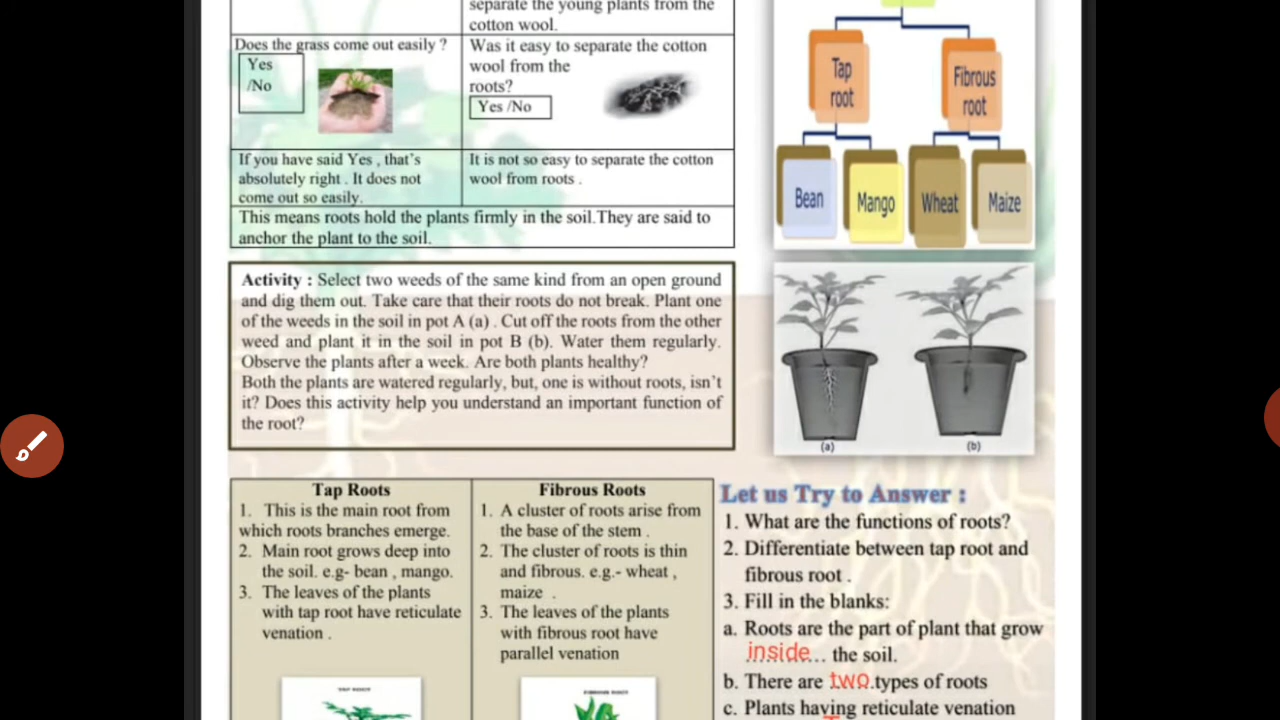 separate the young plants from the
cotton wool.
Does the grass come out easily ?
Yes
/No
Was it easy to separate the cotton
wool from the
roots?
Yes /No
If you have said Yes , that's
absolutely right . It does not
come out so easily.
It is not so easy to separate the cotton
wool from roots .
This means roots hold the plants firmly in the soil.They are said to
anchor the plant to the soil.
Tap
root
Fibrous
root
Bean
Mango
Wheat
Maize
Activity : Select two weeds of the same kind from an open ground
and dig them out. Take care that their roots do not break. Plant one
of the weeds in the soil in pot A (a) . Cut off the roots from the other
weed and plant it in the soil in pot B (b). Water them regularly.
Observe the plants after a week. Are both plants healthy?
Both the plants are watered regularly, but, one is without roots, isn't
it? Does this activity help you understand an important function of
the root?
(a)
(b)
Tap Roots
1. This is the main root from
which roots branches emerge.
2. Main root grows deep into
the soil. e.g- bean , mango.
3. The leaves of the plants
with tap root have reticulate
venation .
TAP ROOT
Fibrous Roots
1. A cluster of roots arise from
the base of the stem .
2. The cluster of roots is thin
and fibrous. e.g.- wheat ,
maize .
3. The leaves of the plants
with fibrous root have
parallel venation
FIBROUS ROOT
Let us Try to Answer :
1. What are the functions of roots?
2. Differentiate between tap root and
fibrous root .
3. Fill in the blanks:
a. Roots are the part of plant that grow
inside... the soil.
b. There are two.types of roots
c. Plants having reticulate venation